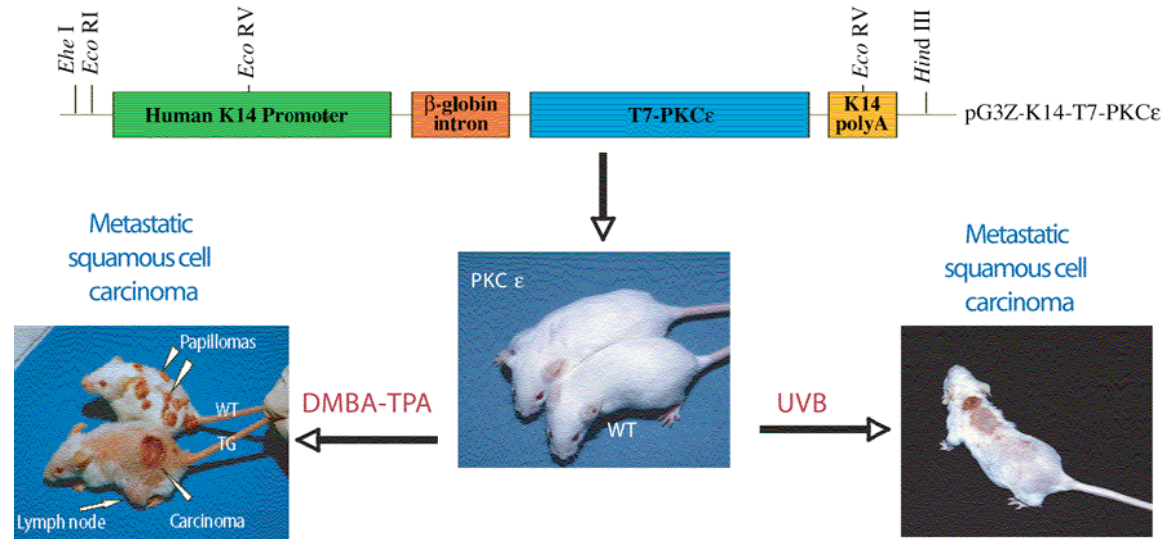 Ehe I
Eco RI
Eco RV
Eco RV
Hind III
Human K14 Promoter
β-globin
intron
T7-PKCε
K14
polyA
pG3Z-K14-T7-PKCε
Metastatic
squamous cell
carcinoma
Metastatic
squamous cell
carcinoma
PKC ε
WT
Papillomas
WT
TG
Lymph node
Carcinoma
DMBA-TPA
UVB